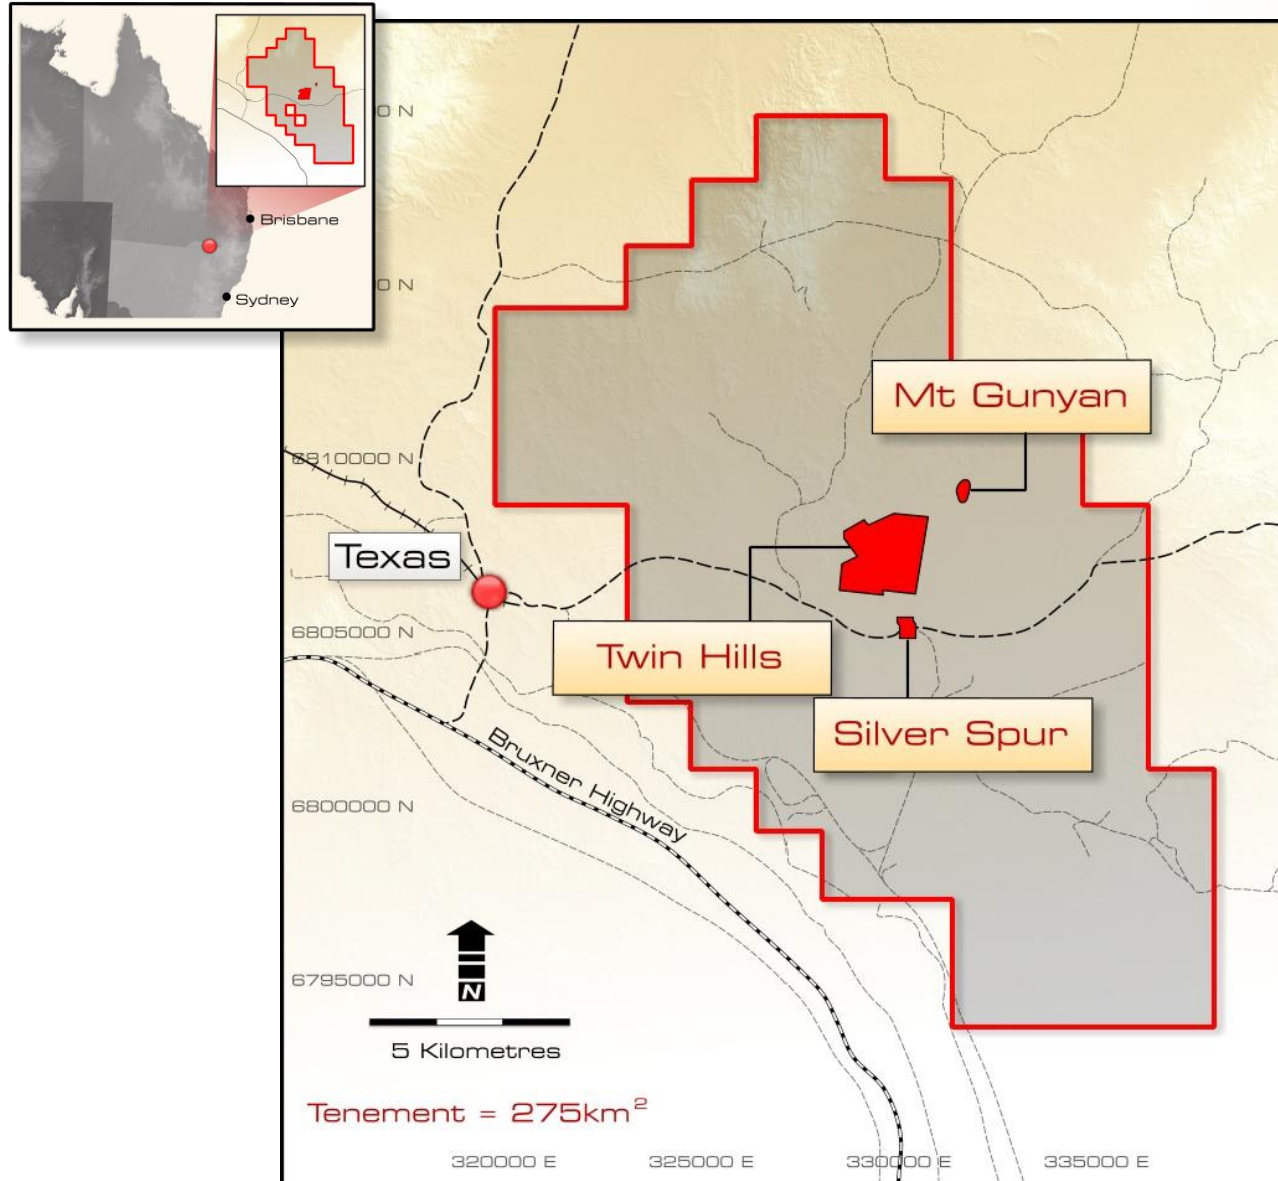 Brisbane
Sydney
0 N
0 N
Mt Gunyan
6810000 N
Texas
6805000 N
Twin Hills
Silver Spur
Bruxner Highway
6800000 N
6795000 N
N
5 Kilometres
Tenement = 275km²
320000 E
325000 E
330000 E
335000 E